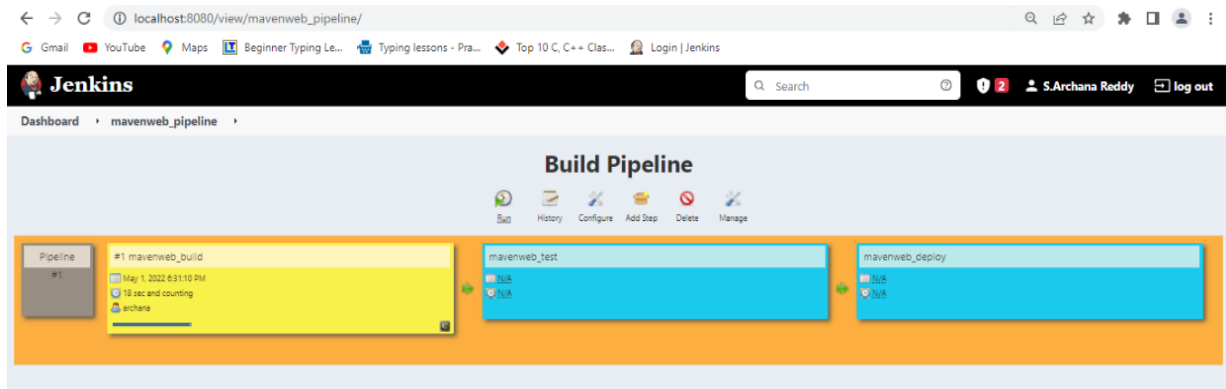 localhost:8080/view/mavenweb_pipeline/
Gmail YouTube Maps Beginner Typing Le... Typing lessons - Pra... Top 10 C, C++ Clas... Login | Jenkins
Jenkins Search 2 S.Archana Reddy log out
Dashboard mavenweb_pipeline
Build Pipeline
Run History Configure Add Step Delete Manage
Pipeline
#1
#1 mavenweb_build
May 1, 2022 6:31:10 PM
18 sec and counting
archana
mavenweb_test
N/A
N/A
mavenweb_deploy
N/A
N/A